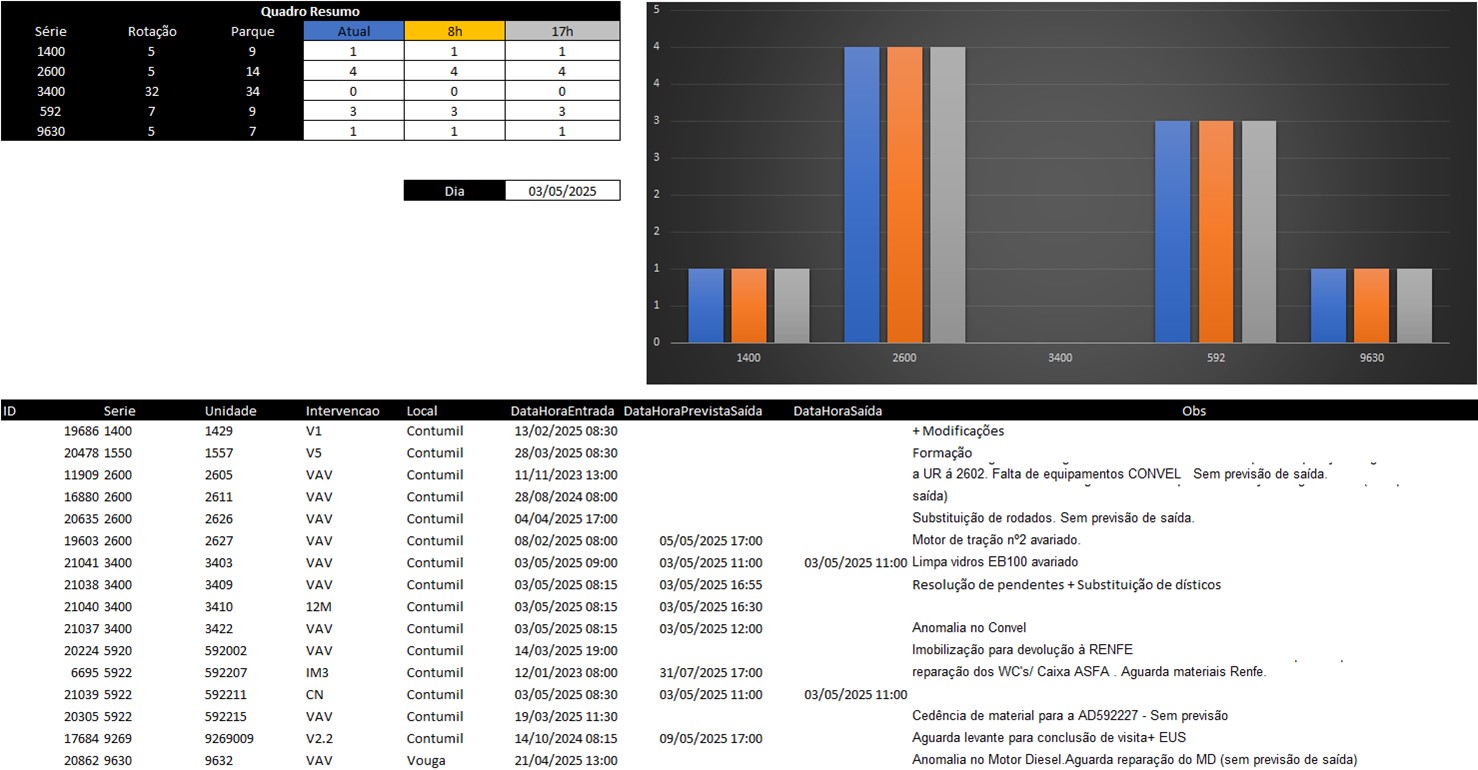 Quadro Resumo
Série Rotação Parque Atual 8h 17h
1400 5 9 1 1 1
2600 5 14 4 4 4
3400 32 34 0 0 0
592 7 9 3 3 3
9630 5 7 1 1 1
Dia 03/05/2025
5
4
4
3
3
2
2
1
1
0
1400 2600 3400 592 9630
ID Serie Unidade Intervencao Local DataHoraEntrada DataHoraPrevistaSaída DataHoraSaída Obs
19686 1400 1429 V1 Contumil 13/02/2025 08:30 + Modificações
20478 1550 1557 V5 Contumil 28/03/2025 08:30 Formação
11909 2600 2605 VAV Contumil 11/11/2023 13:00 a UR á 2602. Falta de equipamentos CONVEL Sem previsão de saída.
16880 2600 2611 VAV Contumil 28/08/2024 08:00 saída)
20635 2600 2626 VAV Contumil 04/04/2025 17:00 Substituição de rodados. Sem previsão de saída.
19603 2600 2627 VAV Contumil 08/02/2025 08:00 05/05/2025 17:00 Motor de tração nº2 avariado.
21041 3400 3403 VAV Contumil 03/05/2025 09:00 03/05/2025 11:00 03/05/2025 11:00 Limpa vidros EB100 avariado
21038 3400 3409 VAV Contumil 03/05/2025 08:15 03/05/2025 16:55 Resolução de pendentes + Substituição de dísticos
21040 3400 3410 12M Contumil 03/05/2025 08:15 03/05/2025 16:30
21037 3400 3422 VAV Contumil 03/05/2025 08:15 03/05/2025 12:00 Anomalia no Convel
20224 5920 592002 VAV Contumil 14/03/2025 19:00 Imobilização para devolução à RENFE
6695 5922 592207 IM3 Contumil 12/01/2023 08:00 31/07/2025 17:00 reparação dos WC's/ Caixa ASFA . Aguarda materiais Renfe.
21039 5922 592211 CN Contumil 03/05/2025 08:30 03/05/2025 11:00 03/05/2025 11:00
20305 5922 592215 VAV Contumil 19/03/2025 11:30 Cedência de material para a AD592227 - Sem previsão
17684 9269 9269009 V2.2 Contumil 14/10/2024 08:15 09/05/2025 17:00 Aguarda levante para conclusão de visita+ EUS
20862 9630 9632 VAV Vouga 21/04/2025 13:00 Anomalia no Motor Diesel.Aguarda reparação do MD (sem previsão de saída)